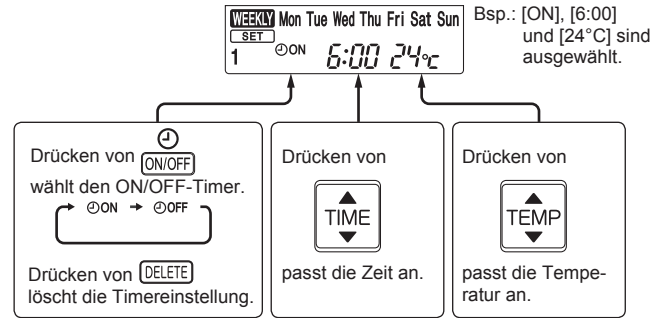 WEEKLY Mon Tue Wed Thu Fri Sat Sun
SET
1 ON 6:00 24°C
Bsp.: [ON], [6:00]
und [24°C] sind
ausgewählt.
Drücken von ON/OFF
wählt den ON/OFF-Timer.
ON → OFF
Drücken von DELETE
löscht die Timereinstellung.
Drücken von
TIME
passt die Zeit an.
Drücken von
TEMP
passt die Tempe-
ratur an.